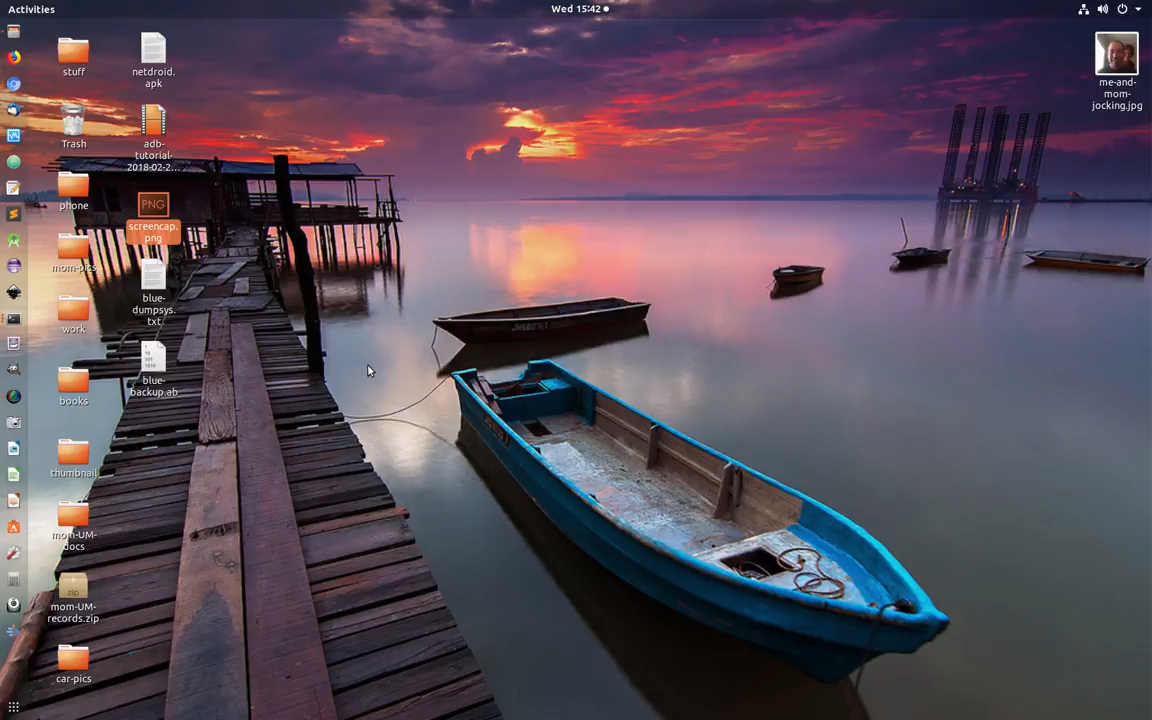 Activities
Wed 15:42
stuff
netdroid.
apk
me-and-
mom-
jocking.jpg
Trash
adb-
tutorial-
2018-02-2...
phone
PNG
screencap.
png
mom-pics
blue-
dumpsys.
txt
work
blue-
backup.ab
books
thumbnail
mom-UM-
docs
zip
mom-UM-
records.zip
car-pics